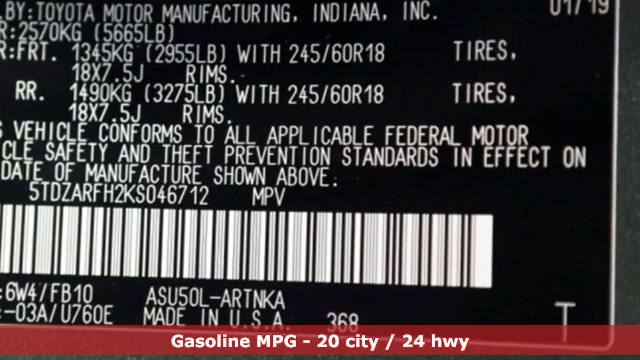 BY:TOYOTA MOTOR MANUFACTURING, INDIANA, INC. 01/19
R:2570KG (5665LB)
R:FRT. 1345KG (2955LB) WITH 245/60R18 TIRES,
18X7.5J RIMS.
RR. 1490KG (3275LB) WITH 245/60R18 TIRES,
18X7.5J RIMS.
VEHICLE CONFORMS TO ALL APPLICABLE FEDERAL MOTOR
CLE SAFETY AND THEFT PREVENTION STANDARDS IN EFFECT ON
DATE OF MANUFACTURE SHOWN ABOVE.
5TDZARFH2KS046712 MPV
:6W4/FB10 ASU50L-ARTNKA
:-03A/U760E MADE IN U.S.A. 368 T
Gasoline MPG - 20 city / 24 hwy